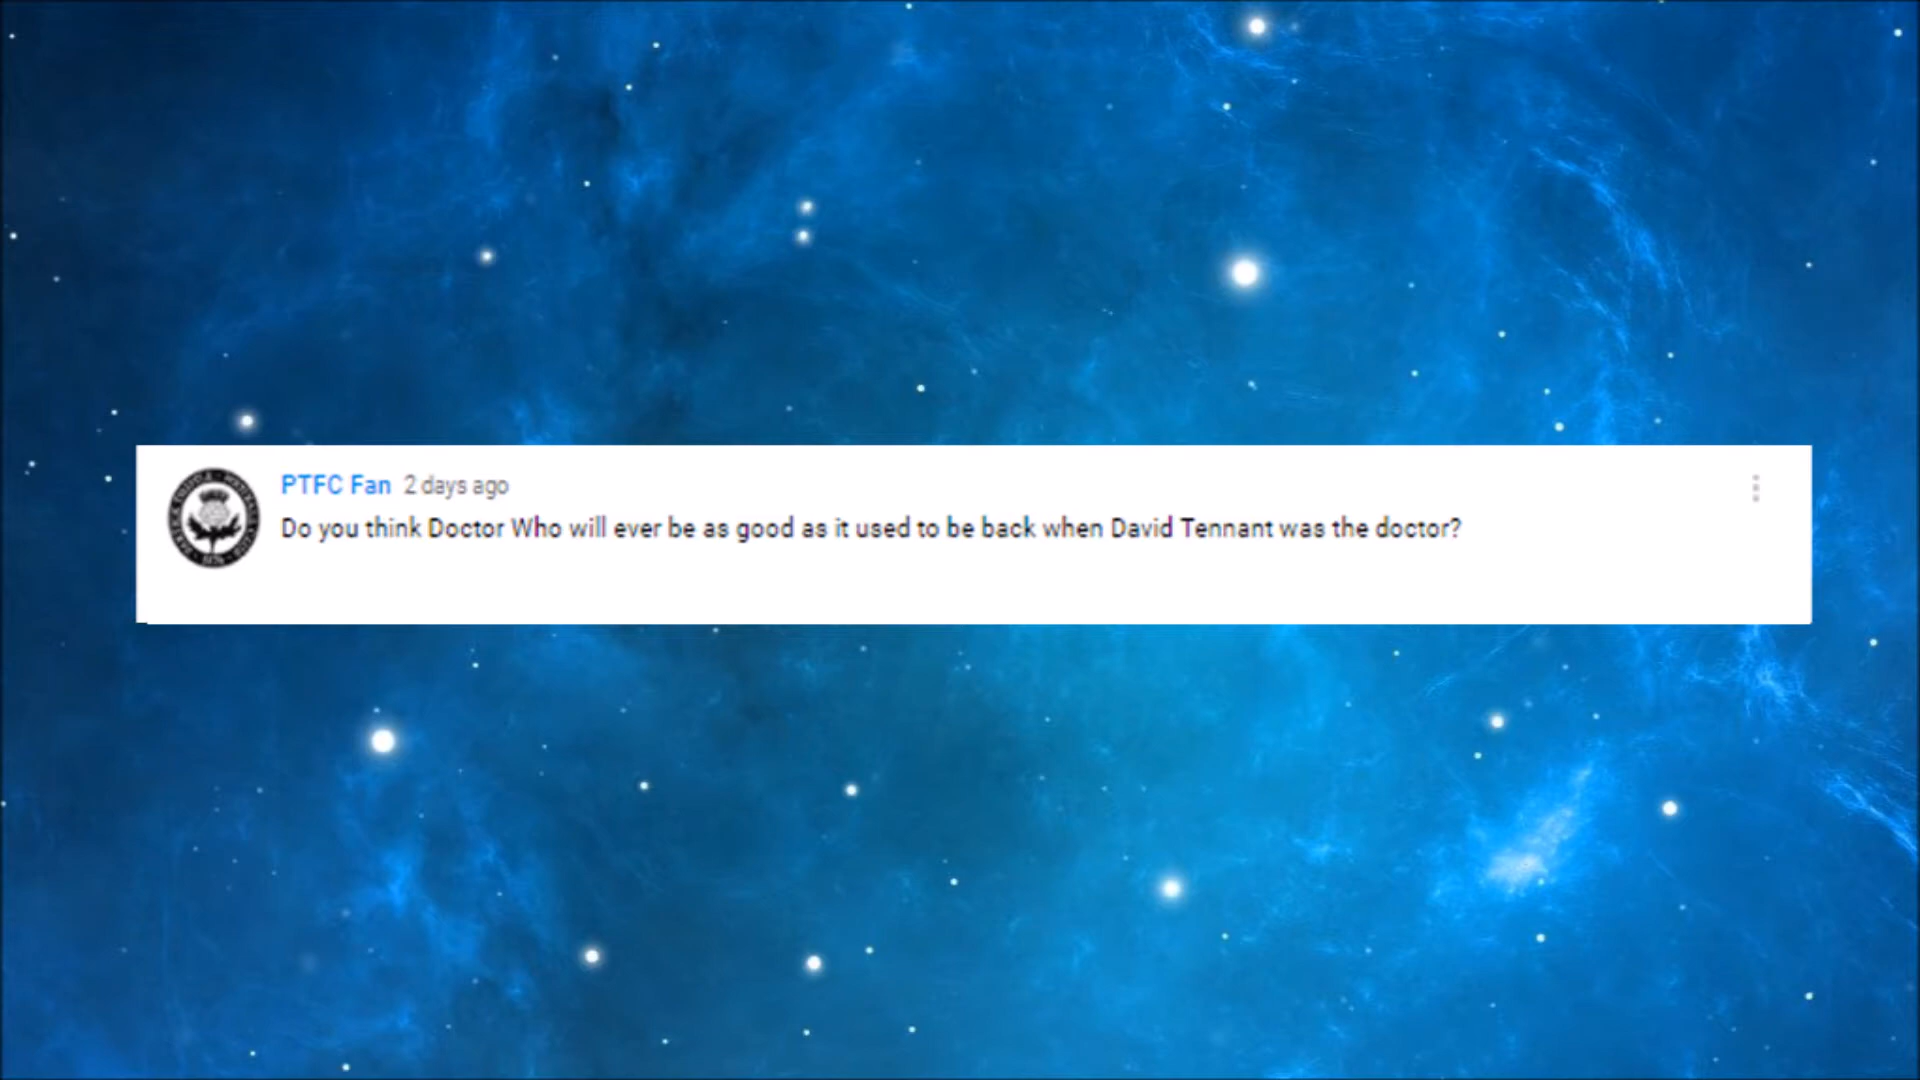 PTFC Fan 2 days ago
Do you think Doctor Who will ever be as good as it used to be back when David Tennant was the doctor?